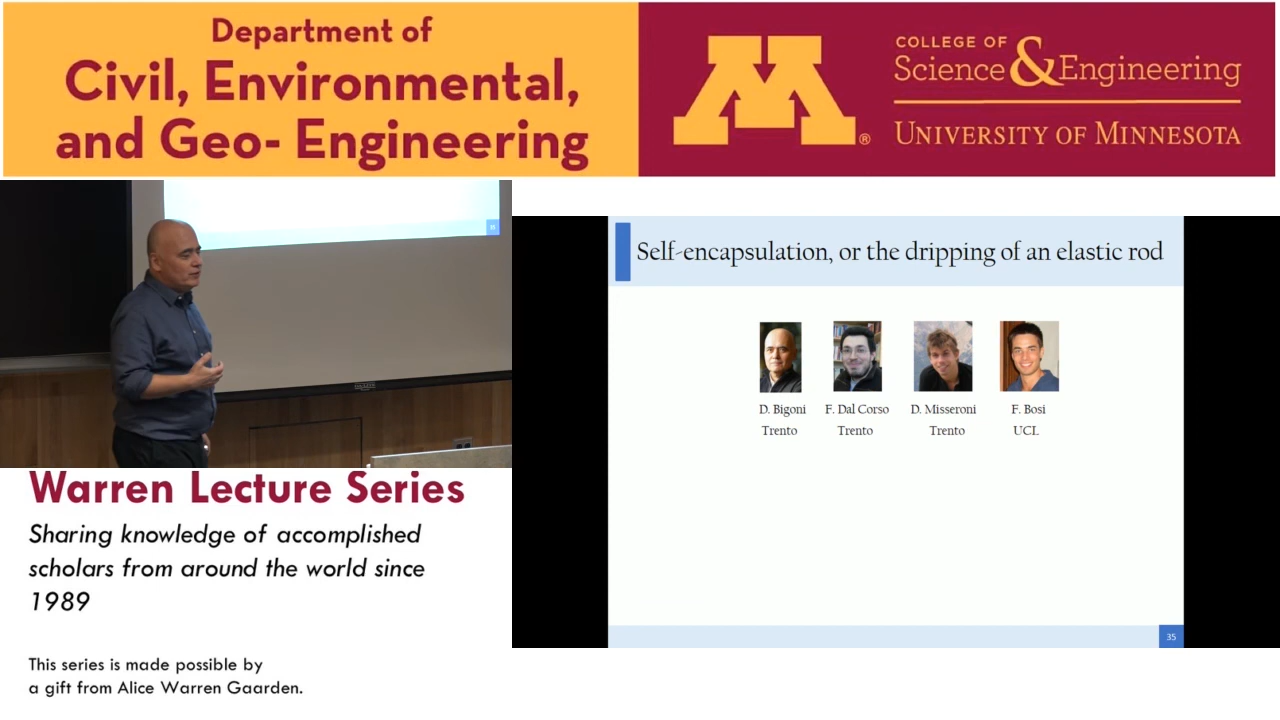 Department of
Civil, Environmental,
and Geo- Engineering
M®
COLLEGE OF
Science & Engineering
UNIVERSITY OF MINNESOTA
Self-encapsulation, or the dripping of an elastic rod
D. Bigoni
Trento
F. Dal Corso
Trento
D. Misseroni
Trento
F. Bosi
UCL
35
Warren Lecture Series
Sharing knowledge of accomplished
scholars from around the world since
1989
This series is made possible by
a gift from Alice Warren Gaarden.